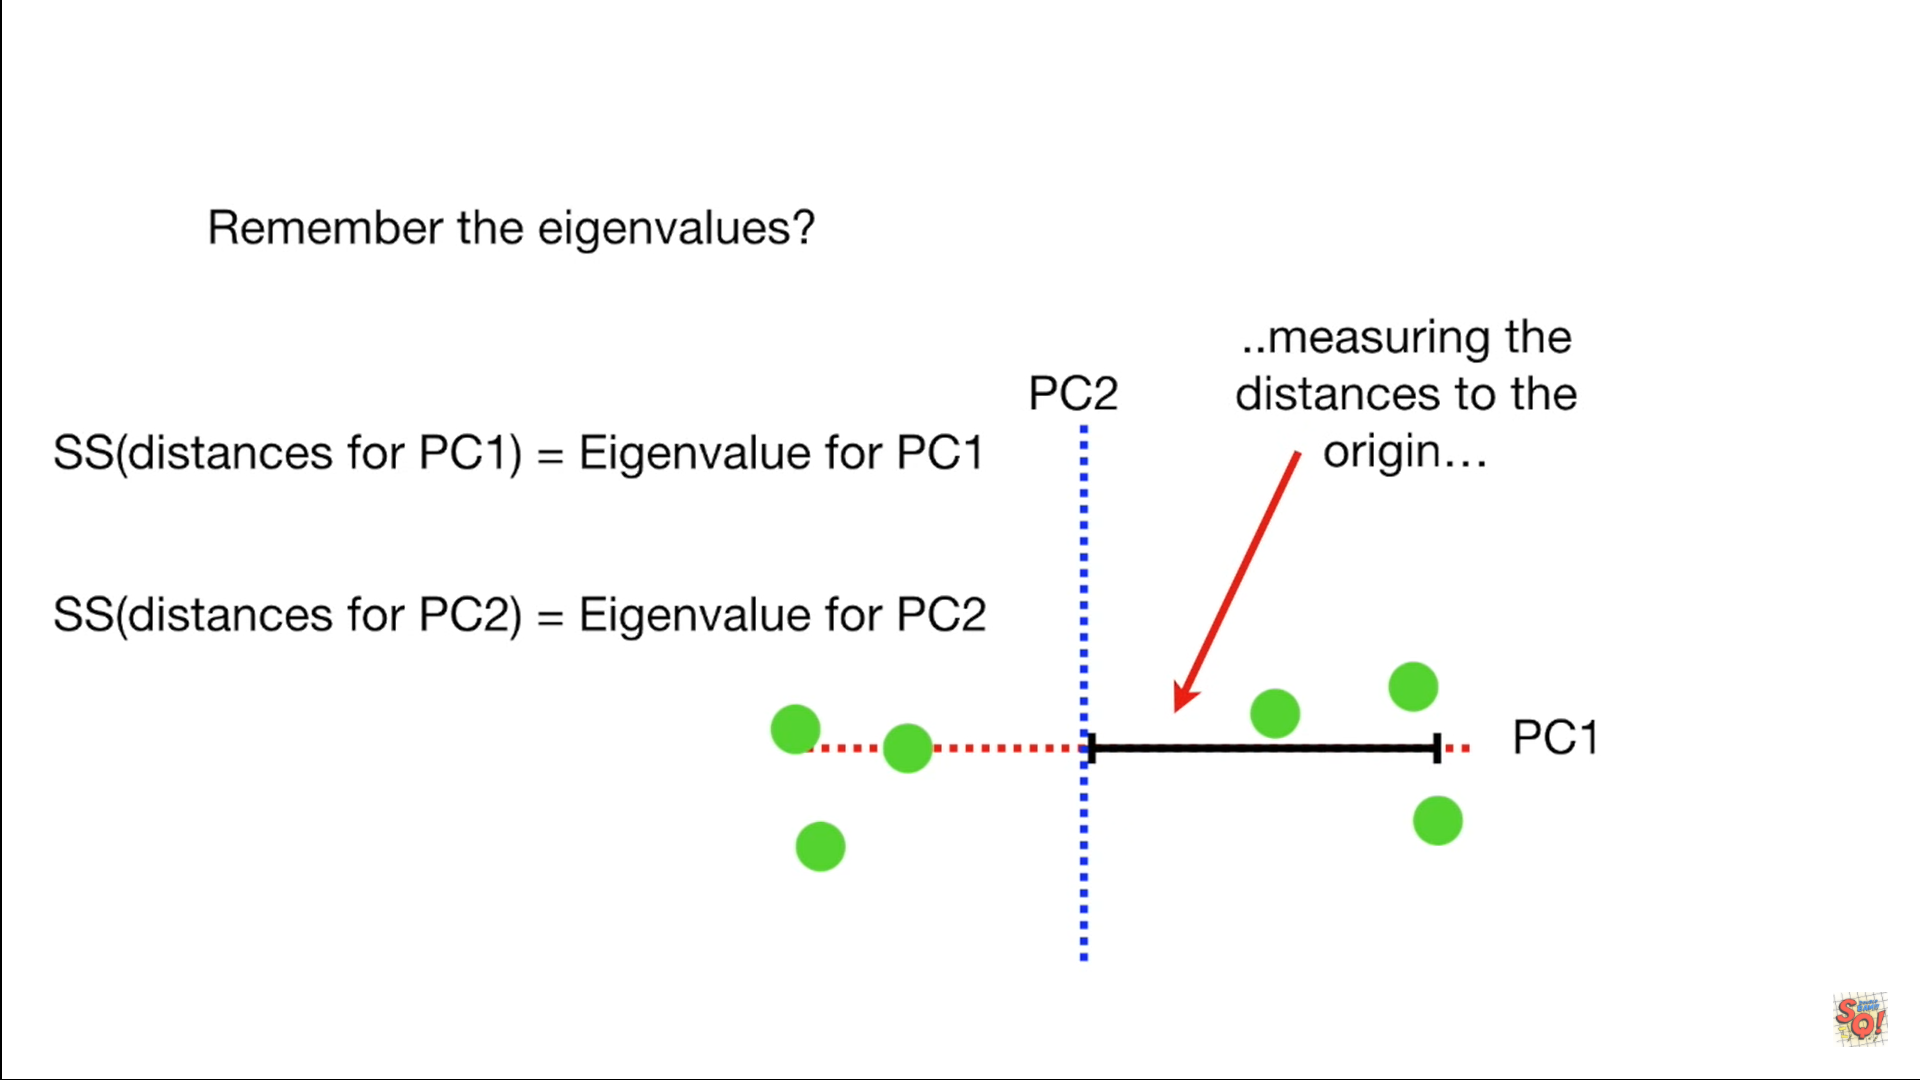 Remember the eigenvalues?
..measuring the
distances to the
origin...
PC2
SS(distances for PC1) = Eigenvalue for PC1
SS(distances for PC2) = Eigenvalue for PC2
PC1
SQ!